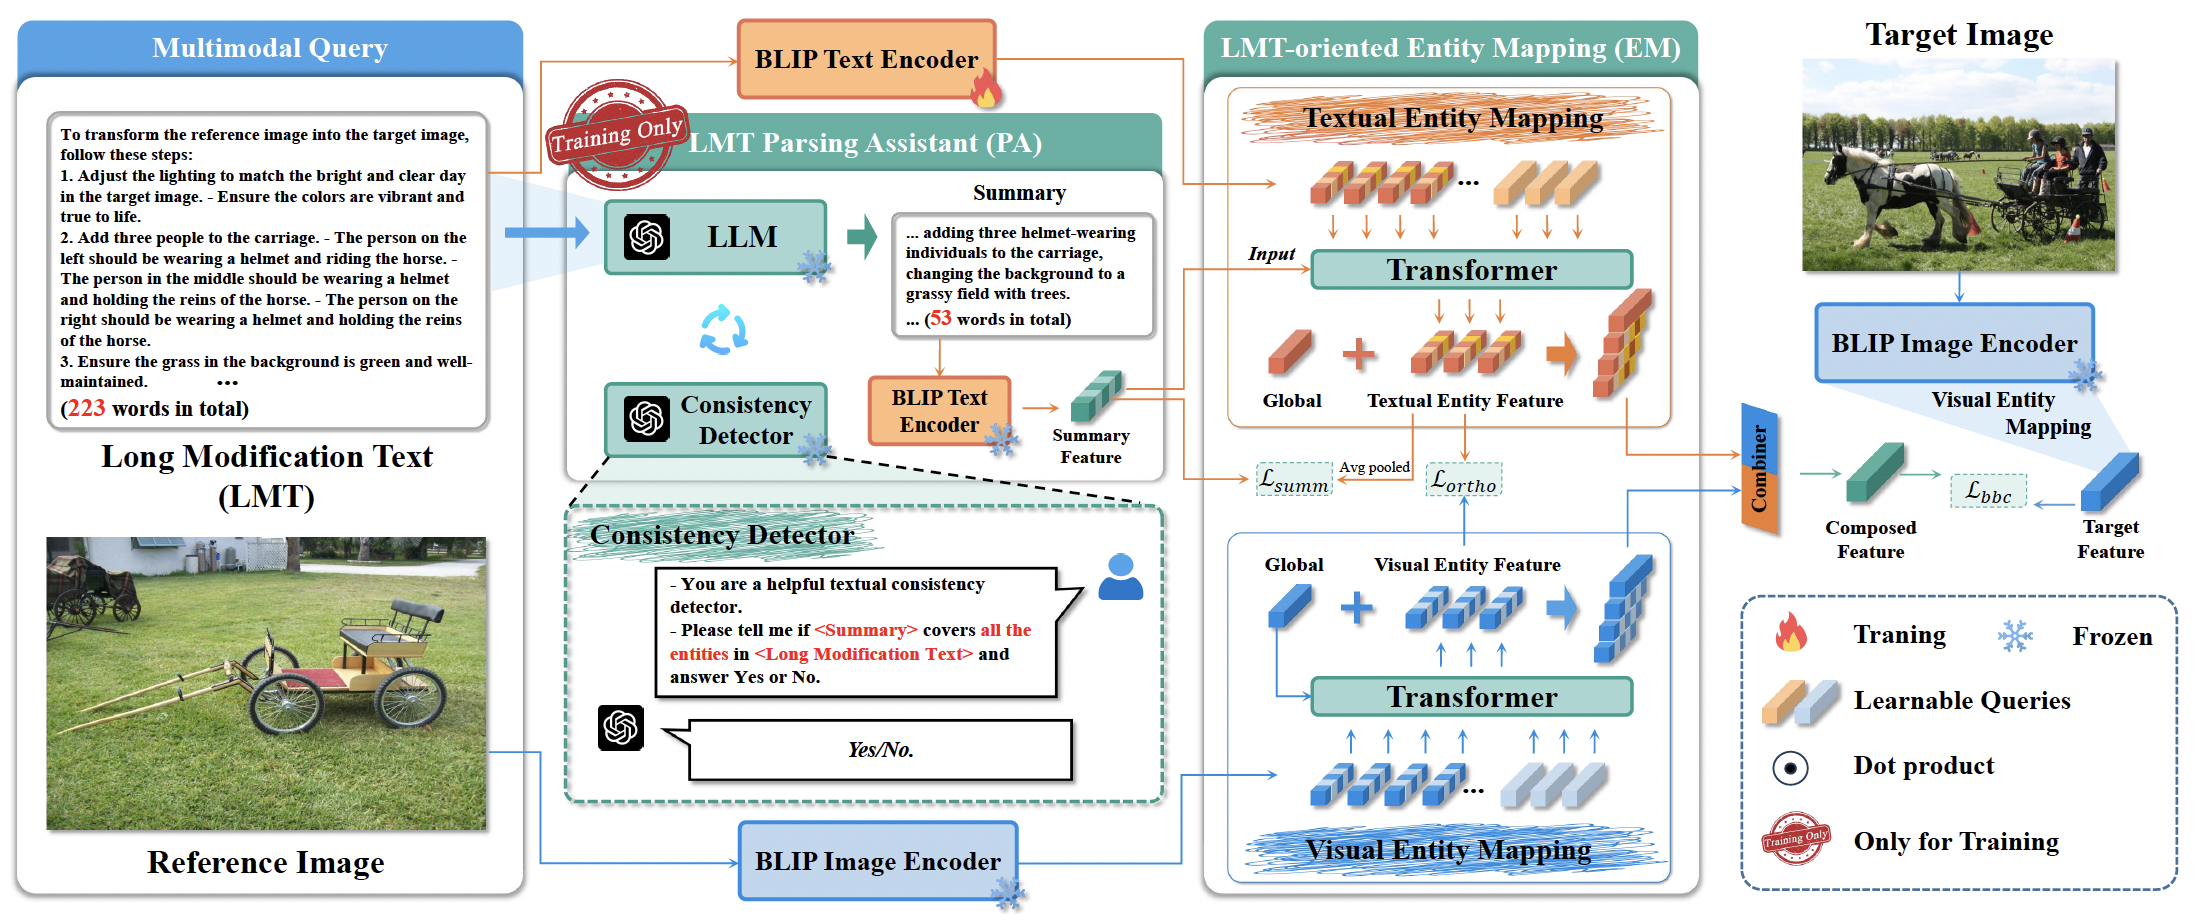 Multimodal Query
To transform the reference image into the target image,
follow these steps:
1. Adjust the lighting to match the bright and clear day
in the target image. - Ensure the colors are vibrant and
true to life.
2. Add three people to the carriage. - The person on the
left should be wearing a helmet and riding the horse. -
The person in the middle should be wearing a helmet
and holding the reins of the horse. - The person on the
right should be wearing a helmet and holding the reins
of the horse.
3. Ensure the grass in the background is green and well-
maintained. ...
(223 words in total)
Long Modification Text
(LMT)
Reference Image
BLIP Text Encoder
Training Only
LMT Parsing Assistant (PA)
LLM
Summary
... adding three helmet-wearing
individuals to the carriage,
changing the background to a
grassy field with trees.
... (53 words in total)
Consistency
Detector
BLIP Text
Encoder
Summary
Feature
Consistency Detector
- You are a helpful textual consistency
detector.
- Please tell me if <Summary> covers all the
entities in <Long Modification Text> and
answer Yes or No.
Yes/No.
BLIP Image Encoder
LMT-oriented Entity Mapping (EM)
Textual Entity Mapping
...
Input
Transformer
Global
Textual Entity Feature
Avg pooled
ℒsumm
ℒortho
Global
Visual Entity Feature
Transformer
...
Visual Entity Mapping
Target Image
BLIP Image Encoder
Visual Entity
Mapping
Combiner
Composed
Feature
ℒbbc
Target
Feature
Traning
Frozen
Learnable Queries
Dot product
Training Only
Only for Training